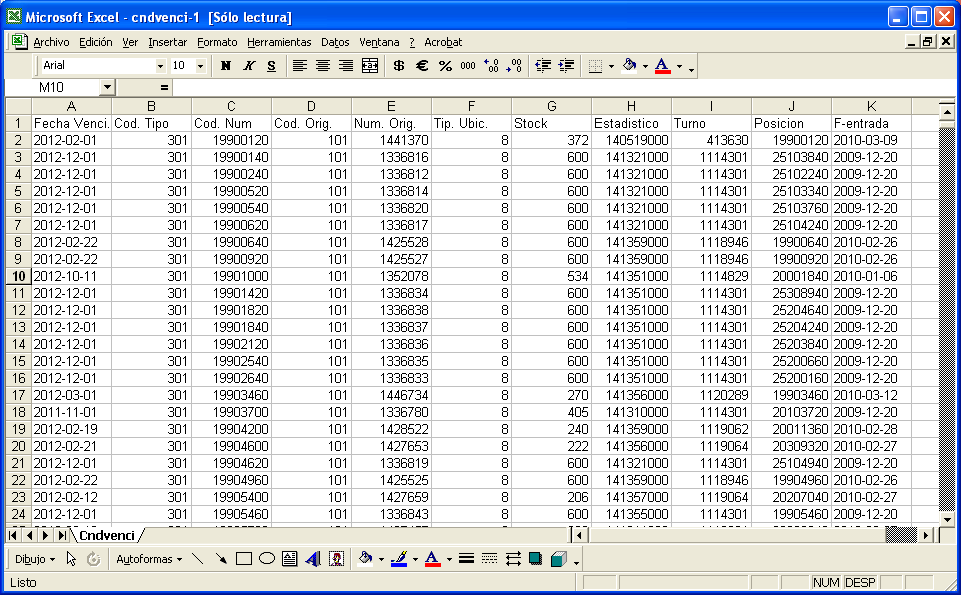 Microsoft Excel - cndvenci-1 [Sólo lectura]
Archivo Edición Ver Insertar Formato Herramientas Datos Ventana ? Acrobat
Arial 10 N K S $ € % 000
M10 =
A B C D E F G H I J K
1 Fecha Venci. Cod. Tipo Cod. Num Cod. Orig. Num. Orig. Tip. Ubic. Stock Estadistico Turno Posicion F-entrada
2 2012-02-01 301 19900120 101 1441370 8 372 140519000 413630 19900120 2010-03-09
3 2012-12-01 301 19900140 101 1336816 8 600 141321000 1114301 25103840 2009-12-20
4 2012-12-01 301 19900240 101 1336812 8 600 141321000 1114301 25102240 2009-12-20
5 2012-12-01 301 19900520 101 1336814 8 600 141321000 1114301 25103340 2009-12-20
6 2012-12-01 301 19900540 101 1336820 8 600 141321000 1114301 25103760 2009-12-20
7 2012-12-01 301 19900620 101 1336817 8 600 141321000 1114301 25104240 2009-12-20
8 2012-02-22 301 19900640 101 1425528 8 600 141359000 1118946 19900640 2010-02-26
9 2012-02-22 301 19900920 101 1425527 8 600 141359000 1118946 19900920 2010-02-26
10 2012-10-11 301 19901000 101 1352078 8 534 141351000 1114829 20001840 2010-01-06
11 2012-12-01 301 19901420 101 1336834 8 600 141351000 1114301 25308940 2009-12-20
12 2012-12-01 301 19901820 101 1336838 8 600 141351000 1114301 25204640 2009-12-20
13 2012-12-01 301 19901840 101 1336837 8 600 141351000 1114301 25204240 2009-12-20
14 2012-12-01 301 19902120 101 1336836 8 600 141351000 1114301 25203840 2009-12-20
15 2012-12-01 301 19902540 101 1336835 8 600 141351000 1114301 25200660 2009-12-20
16 2012-12-01 301 19902640 101 1336833 8 600 141351000 1114301 25200160 2009-12-20
17 2012-03-01 301 19903460 101 1446734 8 270 141356000 1120289 19903460 2010-03-12
18 2011-11-01 301 19903700 101 1336780 8 405 141310000 1114301 20103720 2009-12-20
19 2012-02-19 301 19904200 101 1428522 8 240 141359000 1119062 20011360 2010-02-28
20 2012-02-21 301 19904600 101 1427653 8 222 141356000 1119064 20309320 2010-02-27
21 2012-12-01 301 19904620 101 1336819 8 600 141321000 1114301 25104940 2009-12-20
22 2012-02-22 301 19904960 101 1425525 8 600 141359000 1118946 19904960 2010-02-26
23 2012-02-12 301 19905400 101 1427659 8 206 141357000 1119064 20207040 2010-02-27
24 2012-12-01 301 19905460 101 1336843 8 600 141355000 1114301 19905460 2009-12-20
Cndvenci
Dibujo Autoformas A A
Listo NUM DESP